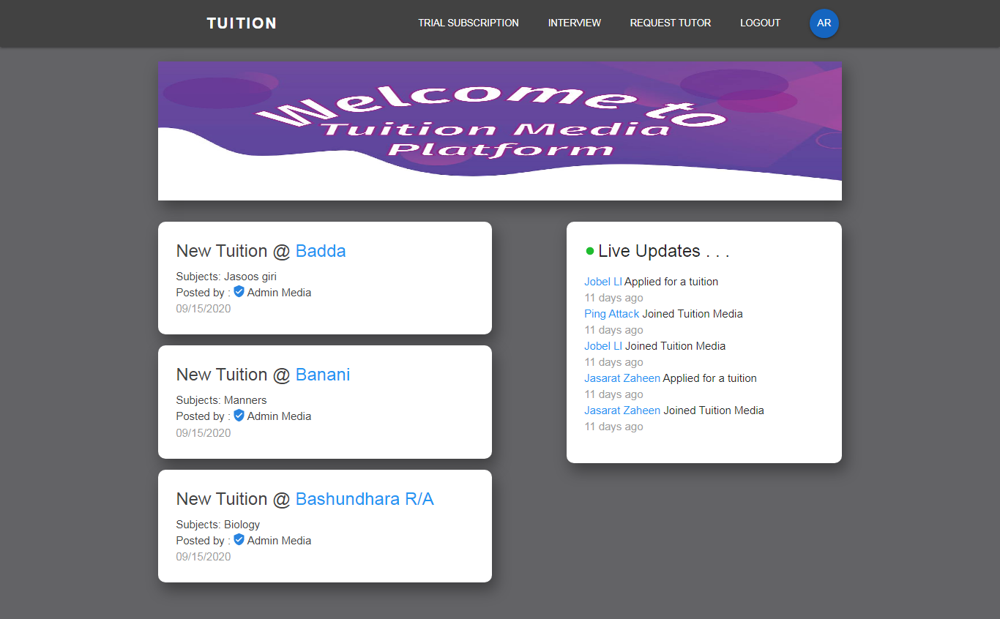 TUITION
TRIAL SUBSCRIPTION INTERVIEW REQUEST TUTOR LOGOUT AR
Welcome to
Tuition Media
Platform
New Tuition @ Badda
Subjects: Jasoos giri
Posted by : Admin Media
09/15/2020
New Tuition @ Banani
Subjects: Manners
Posted by : Admin Media
09/15/2020
New Tuition @ Bashundhara R/A
Subjects: Biology
Posted by : Admin Media
09/15/2020
Live Updates . . .
Jobel LI Applied for a tuition
11 days ago
Ping Attack Joined Tuition Media
11 days ago
Jobel LI Joined Tuition Media
11 days ago
Jasarat Zaheen Applied for a tuition
11 days ago
Jasarat Zaheen Joined Tuition Media
11 days ago